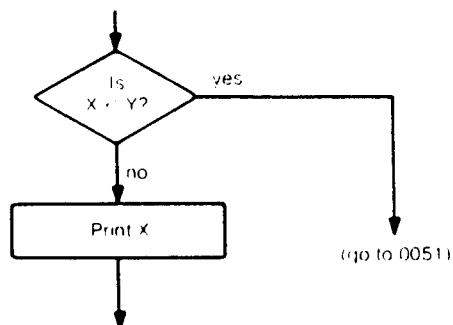 Is
X < Y?
yes
no
Print X
(go to 0051)